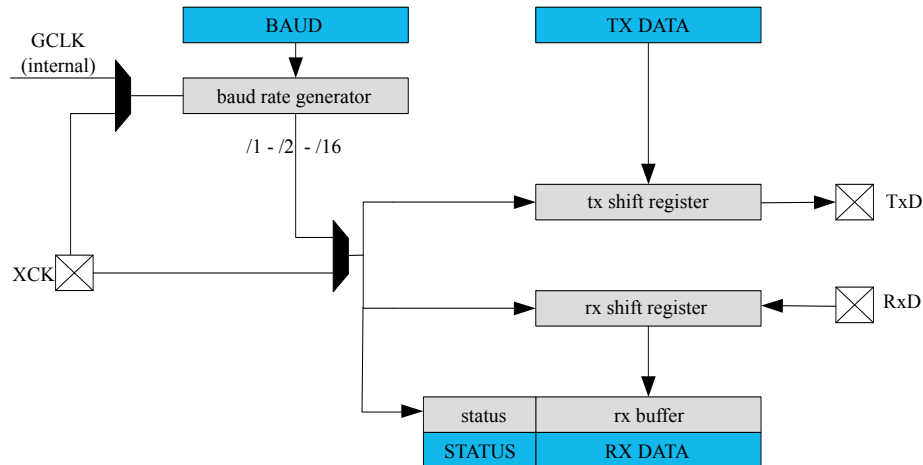 BAUD
TX DATA
GCLK
(internal)
baud rate generator
/1 - /2 - /16
tx shift register
TxD
XCK
rx shift register
RxD
status
rx buffer
STATUS
RX DATA